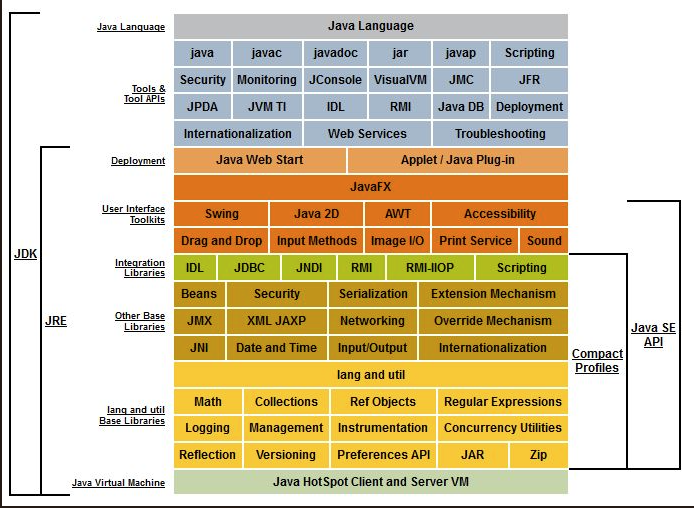 Java Language Java Language
java javac javadoc jar javap Scripting
Security Monitoring JConsole VisualVM JMC JFR
Tools &
Tool APIs
JPDA JVM TI IDL RMI Java DB Deployment
Internationalization Web Services Troubleshooting
Deployment Java Web Start Applet / Java Plug-in
JavaFX
User Interface
Toolkits
Swing Java 2D AWT Accessibility
Drag and Drop Input Methods Image I/O Print Service Sound
JDK
Integration
Libraries
IDL JDBC JNDI RMI RMI-IIOP Scripting
Beans Security Serialization Extension Mechanism
JRE
Other Base
Libraries
JMX XML JAXP Networking Override Mechanism
Java SE
API
JNI Date and Time Input/Output Internationalization
Compact
Profiles
lang and util
Math Collections Ref Objects Regular Expressions
lang and util
Base Libraries
Logging Management Instrumentation Concurrency Utilities
Reflection Versioning Preferences API JAR Zip
Java Virtual Machine Java HotSpot Client and Server VM